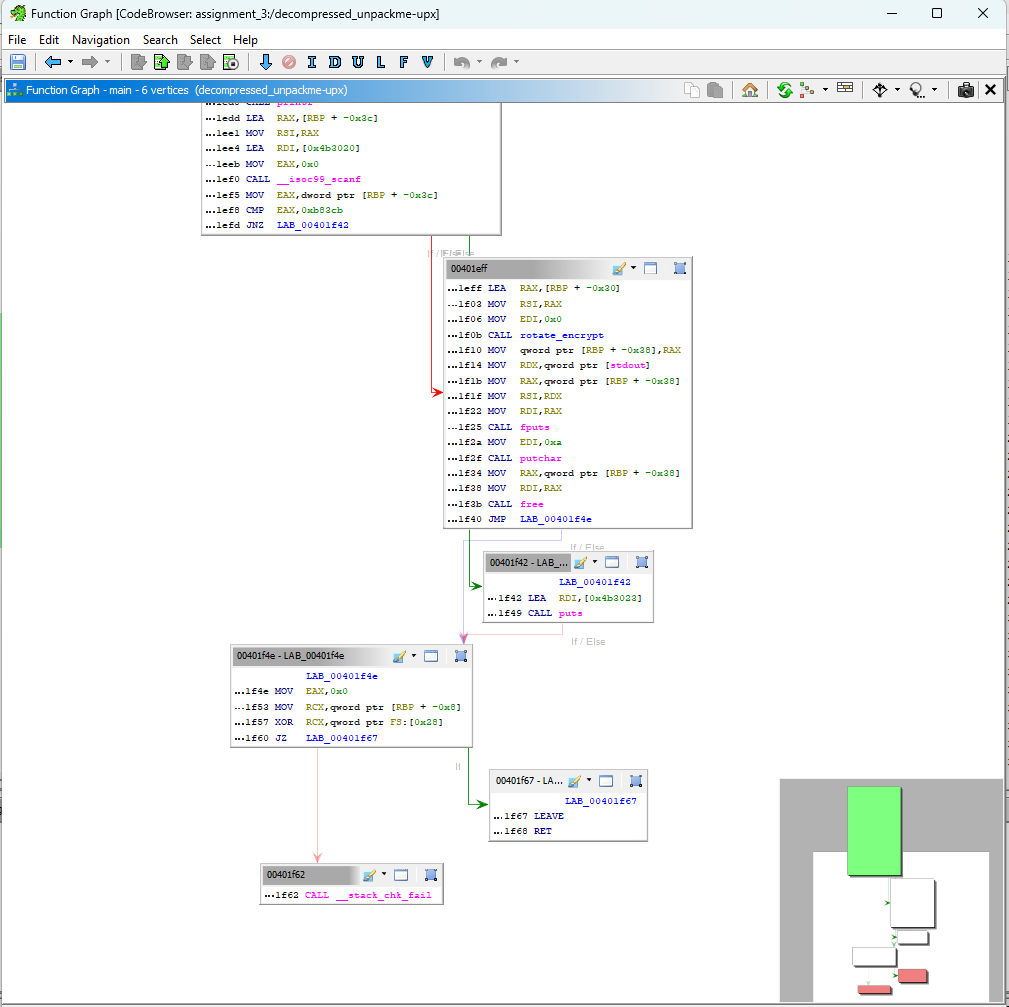 Function Graph [CodeBrowser: assignment_3:/decompressed_unpackme-upx]
File Edit Navigation Search Select Help
I D U L F V
Function Graph - main - 6 vertices (decompressed_unpackme-upx)
...1edd LEA RAX,[RBP + -0x3c]
...1ee1 MOV RSI,RAX
...1ee4 LEA RDI,[0x4b3020]
...1eeb MOV EAX,0x0
...1ef0 CALL __isoc99_scanf
...1ef5 MOV EAX,dword ptr [RBP + -0x3c]
...1ef8 CMP EAX,0xb83cb
...1efd JNZ LAB_00401f42
00401eff
...1eff LEA RAX,[RBP + -0x30]
...1f03 MOV RSI,RAX
...1f06 MOV EDI,0x0
...1f0b CALL rotate_encrypt
...1f10 MOV qword ptr [RBP + -0x38],RAX
...1f14 MOV RDX,qword ptr [stdout]
...1f1b MOV RAX,qword ptr [RBP + -0x38]
...1f1f MOV RSI,RDX
...1f22 MOV RDI,RAX
...1f25 CALL fputs
...1f2a MOV EDI,0xa
...1f2f CALL putchar
...1f34 MOV RAX,qword ptr [RBP + -0x38]
...1f38 MOV RDI,RAX
...1f3b CALL free
...1f40 JMP LAB_00401f4e
If / Else
00401f42 - LAB_...
LAB_00401f42
...1f42 LEA RDI,[0x4b3023]
...1f49 CALL puts
If / Else
00401f4e - LAB_00401f4e
LAB_00401f4e
...1f4e MOV EAX,0x0
...1f53 MOV RCX,qword ptr [RBP + -0x8]
...1f57 XOR RCX,qword ptr FS:[0x28]
...1f60 JZ LAB_00401f67
If
00401f67 - LA...
LAB_00401f67
...1f67 LEAVE
...1f68 RET
00401f62
...1f62 CALL __stack_chk_fail